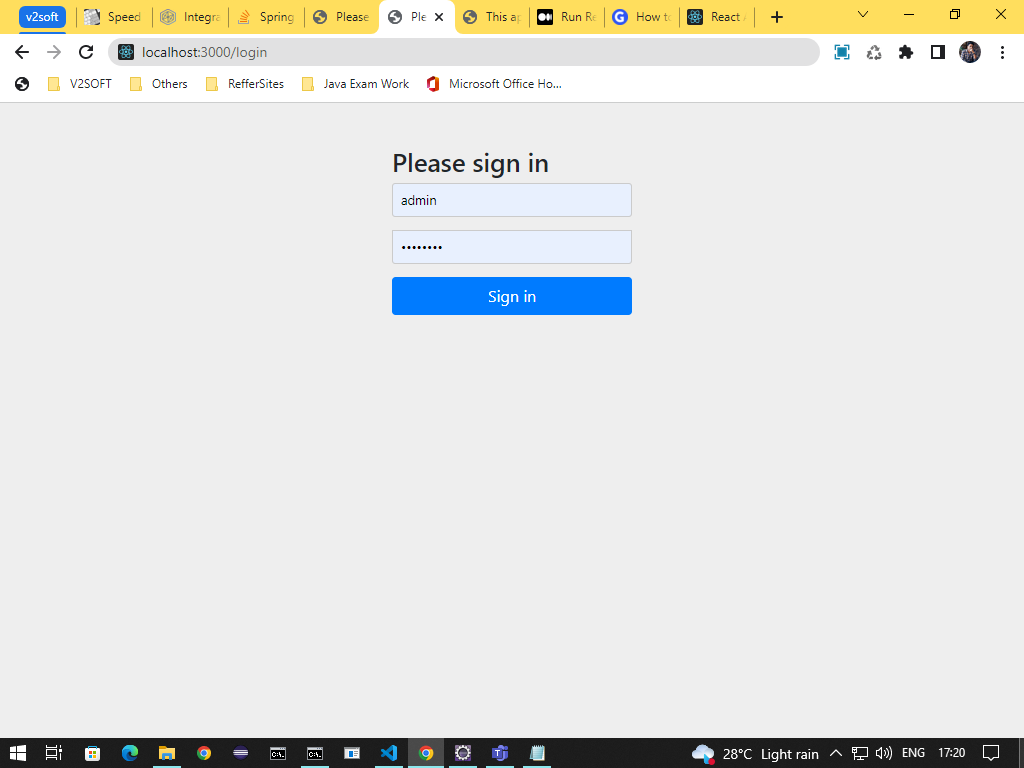 v2soft Speed Integra Spring Please Ple This ap Run Re How to React
localhost:3000/login
V2SOFT Others RefferSites Java Exam Work Microsoft Office Ho...
Please sign in
admin
••••••••
Sign in
28°C Light rain ENG 17:20